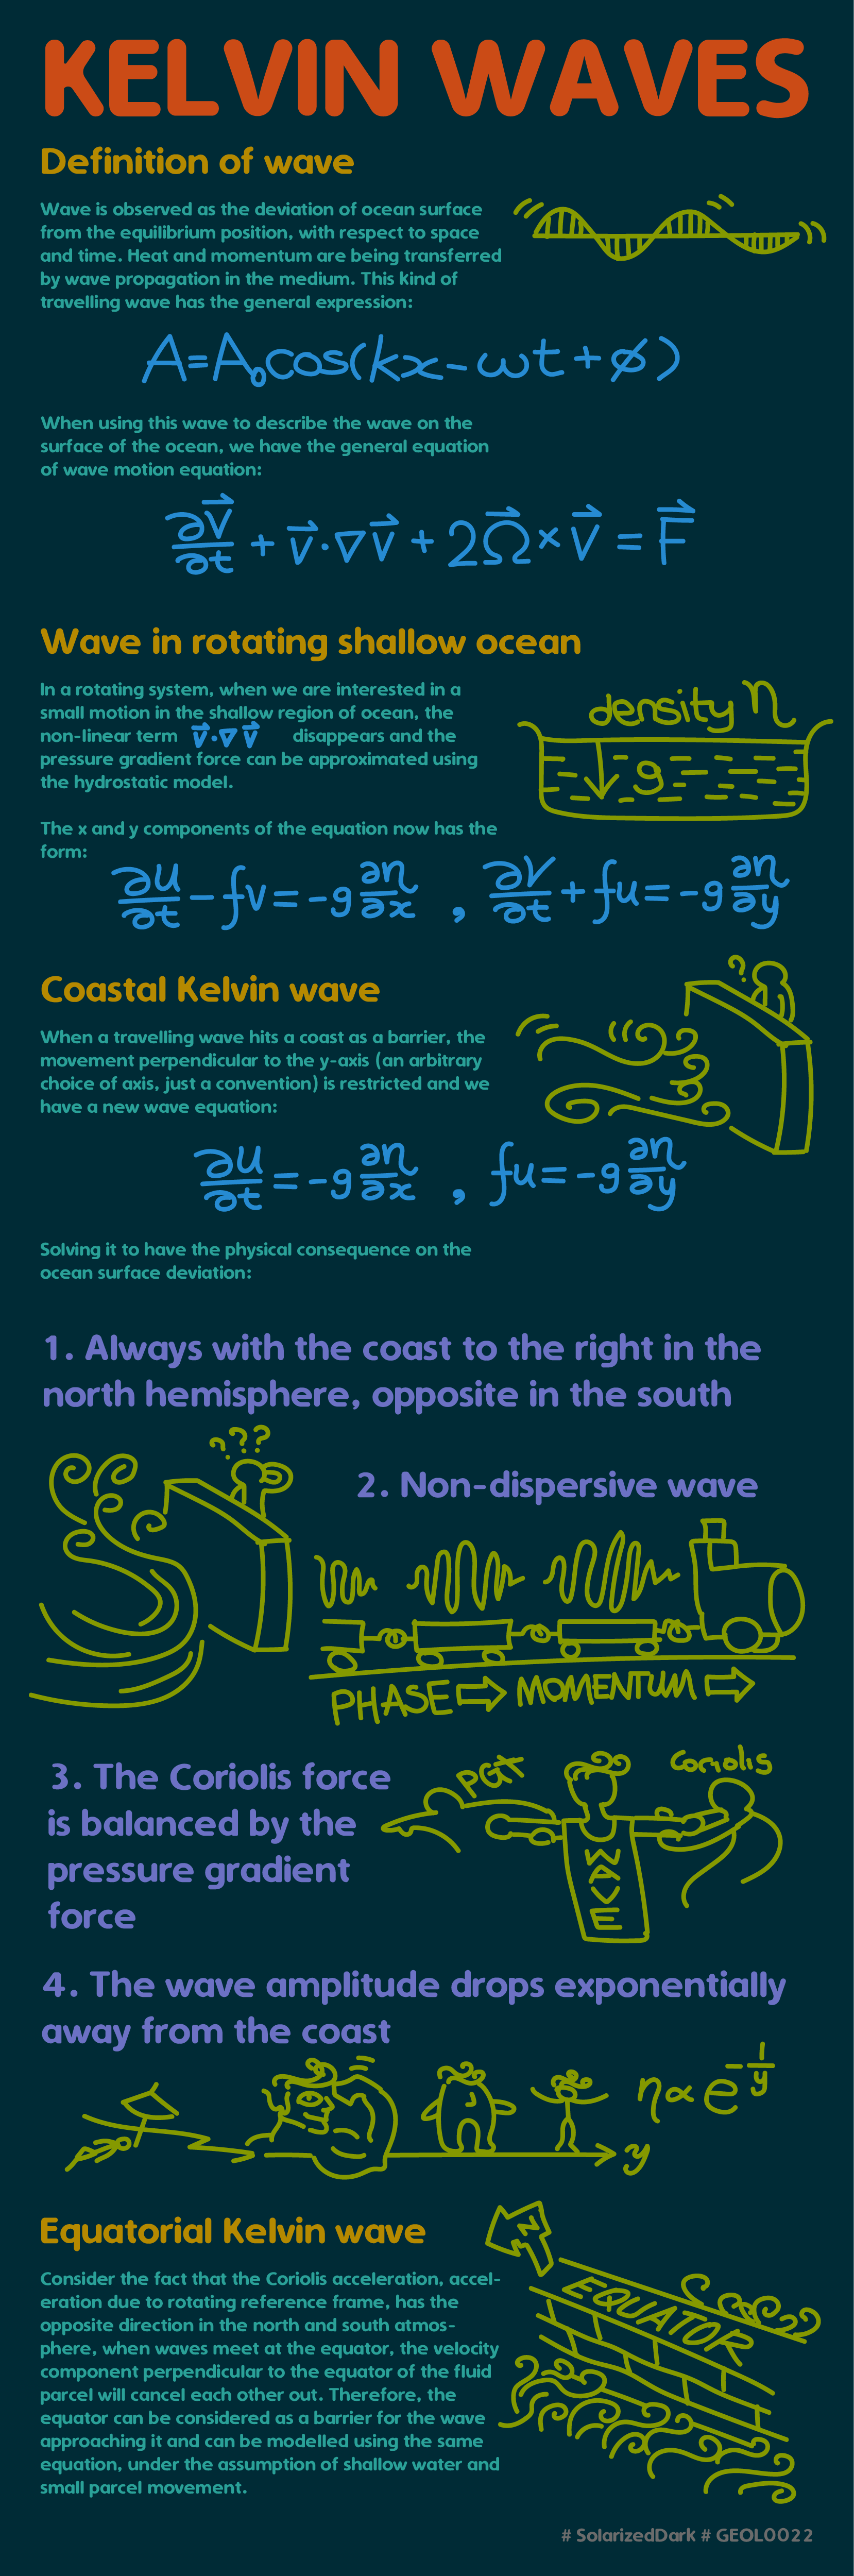 KELVIN WAVES
Definition of wave
Wave is observed as the deviation of ocean surface
from the equilibrium position, with respect to space
and time. Heat and momentum are being transferred
by wave propagation in the medium. This kind of
travelling wave has the general expression:
A=A₀cos(kx-ωt+ϕ)
When using this wave to describe the wave on the
surface of the ocean, we have the general equation
of wave motion equation:
∂v⃗/∂t + v⃗·∇v⃗ + 2Ω⃗×v⃗ = F⃗
Wave in rotating shallow ocean
In a rotating system, when we are interested in a
small motion in the shallow region of ocean, the
non-linear term v⃗·∇v⃗ disappears and the
pressure gradient force can be approximated using
the hydrostatic model.
density η
g
The x and y components of the equation now has the
form:
∂u/∂t - fv = -g ∂η/∂x , ∂v/∂t + fu = -g ∂η/∂y
Coastal Kelvin wave
?
When a travelling wave hits a coast as a barrier, the
movement perpendicular to the y-axis (an arbitrary
choice of axis, just a convention) is restricted and we
have a new wave equation:
∂u/∂t = -g ∂η/∂x , fu = -g ∂η/∂y
Solving it to have the physical consequence on the
ocean surface deviation:
1. Always with the coast to the right in the
north hemisphere, opposite in the south
???
2. Non-dispersive wave
PHASE ⇨ MOMENTUM ⇨
3. The Coriolis force
is balanced by the
pressure gradient
force
PGF
Coriolis
WAVE
4. The wave amplitude drops exponentially
away from the coast
η∝e^(-1/y)
y
Equatorial Kelvin wave
N
EQUATOR
Consider the fact that the Coriolis acceleration, accel-
eration due to rotating reference frame, has the
opposite direction in the north and south atmos-
phere, when waves meet at the equator, the velocity
component perpendicular to the equator of the fluid
parcel will cancel each other out. Therefore, the
equator can be considered as a barrier for the wave
approaching it and can be modelled using the same
equation, under the assumption of shallow water and
small parcel movement.
# SolarizedDark # GEOL0022